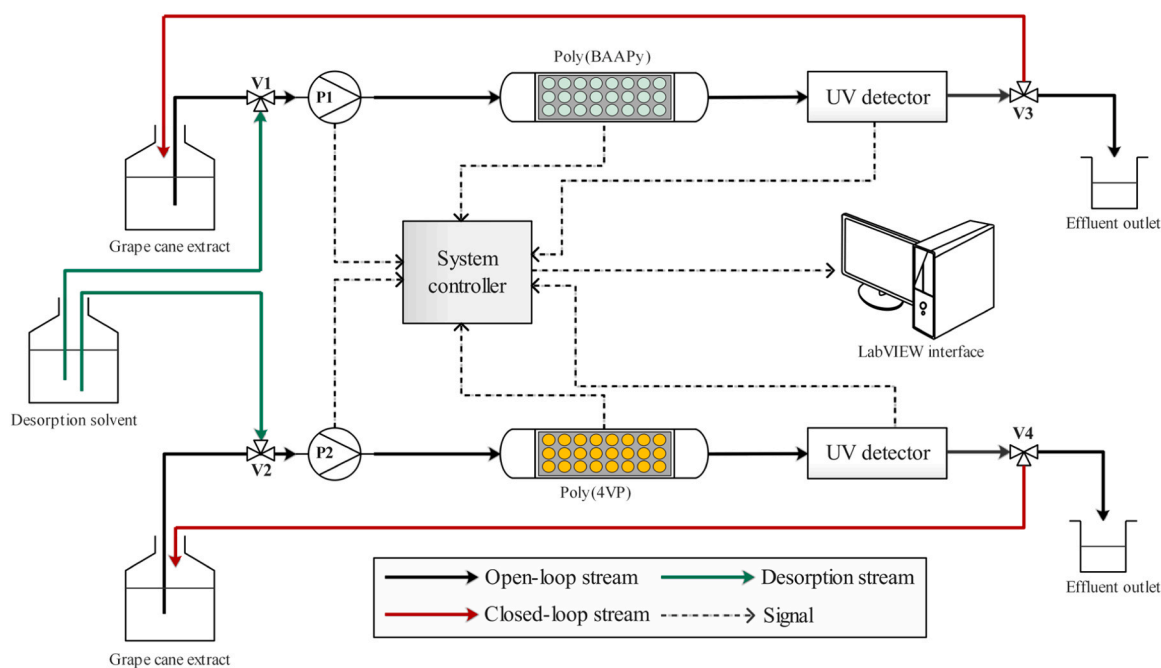 Poly(BAAPy)
V1
P1
UV detector
V3
Grape cane extract
Effluent outlet
System
controller
LabVIEW interface
Desorption solvent
V2
P2
UV detector
V4
Poly(4VP)
Open-loop stream
Desorption stream
Closed-loop stream
Signal
Effluent outlet
Grape cane extract